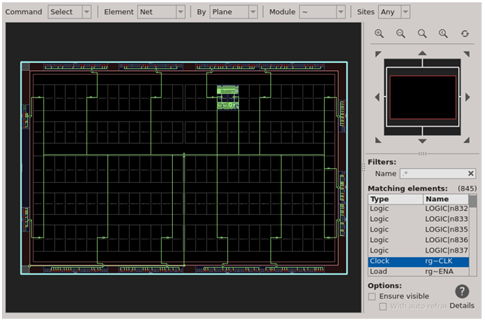 Command Select Element Net By Plane Module ~ Sites Any
Filters:
Name .*
Matching elements: (845)
Type Name
Logic LOGIC|n832
Logic LOGIC|n833
Logic LOGIC|n835
Logic LOGIC|n836
Logic LOGIC|n837
Clock rg~CLK
Load rg~ENA
Options:
Ensure visible
With auto refresh
Details